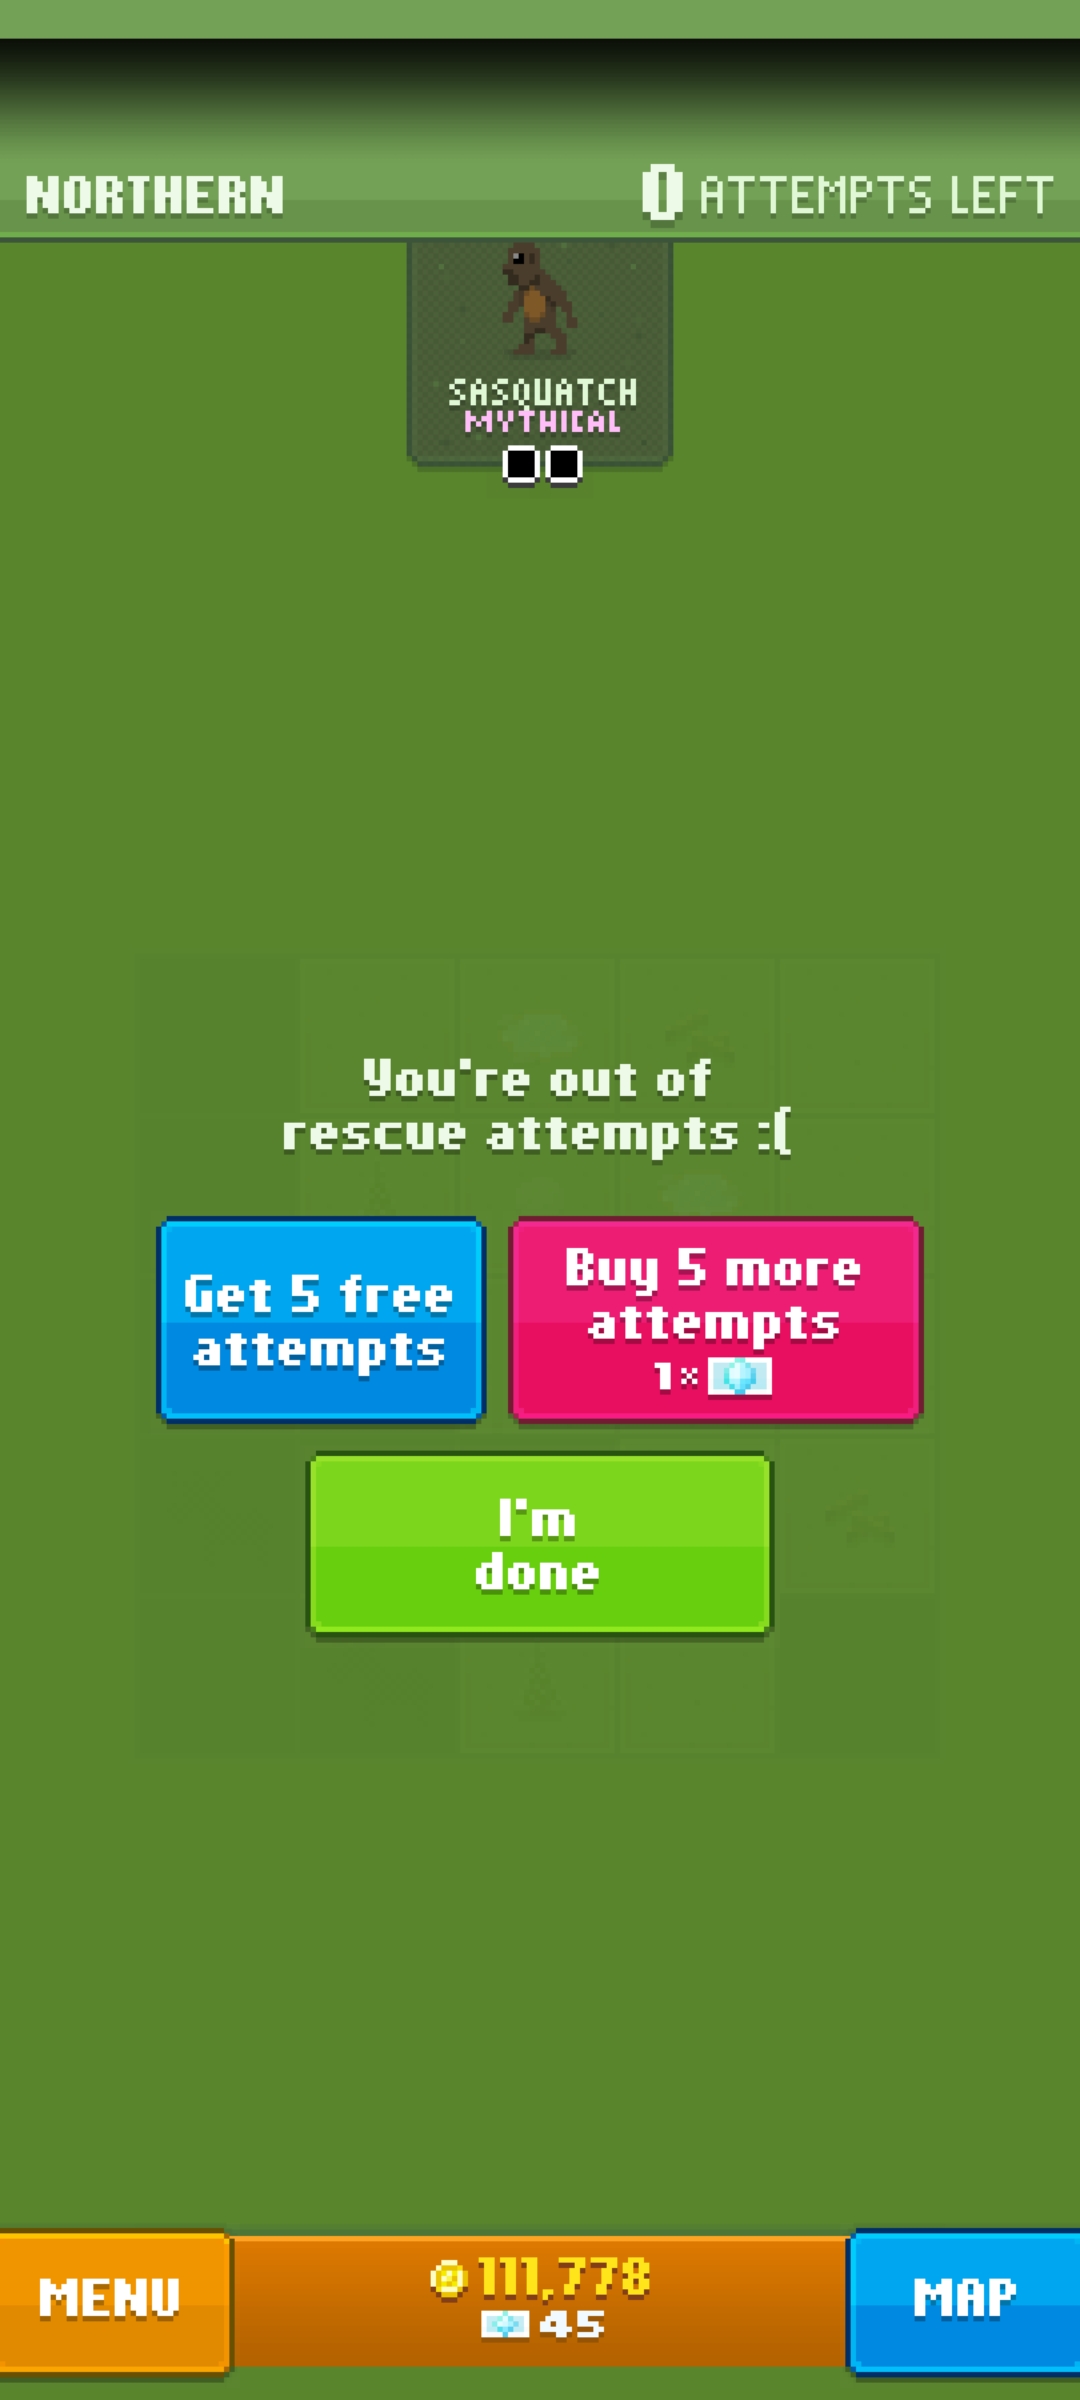 NORTHERN
0 ATTEMPTS LEFT
SASQUATCH
MYTHICAL
You're out of
rescue attempts :(
Get 5 free
attempts
Buy 5 more
attempts
1×
I'm
done
MENU
111,778
45
MAP